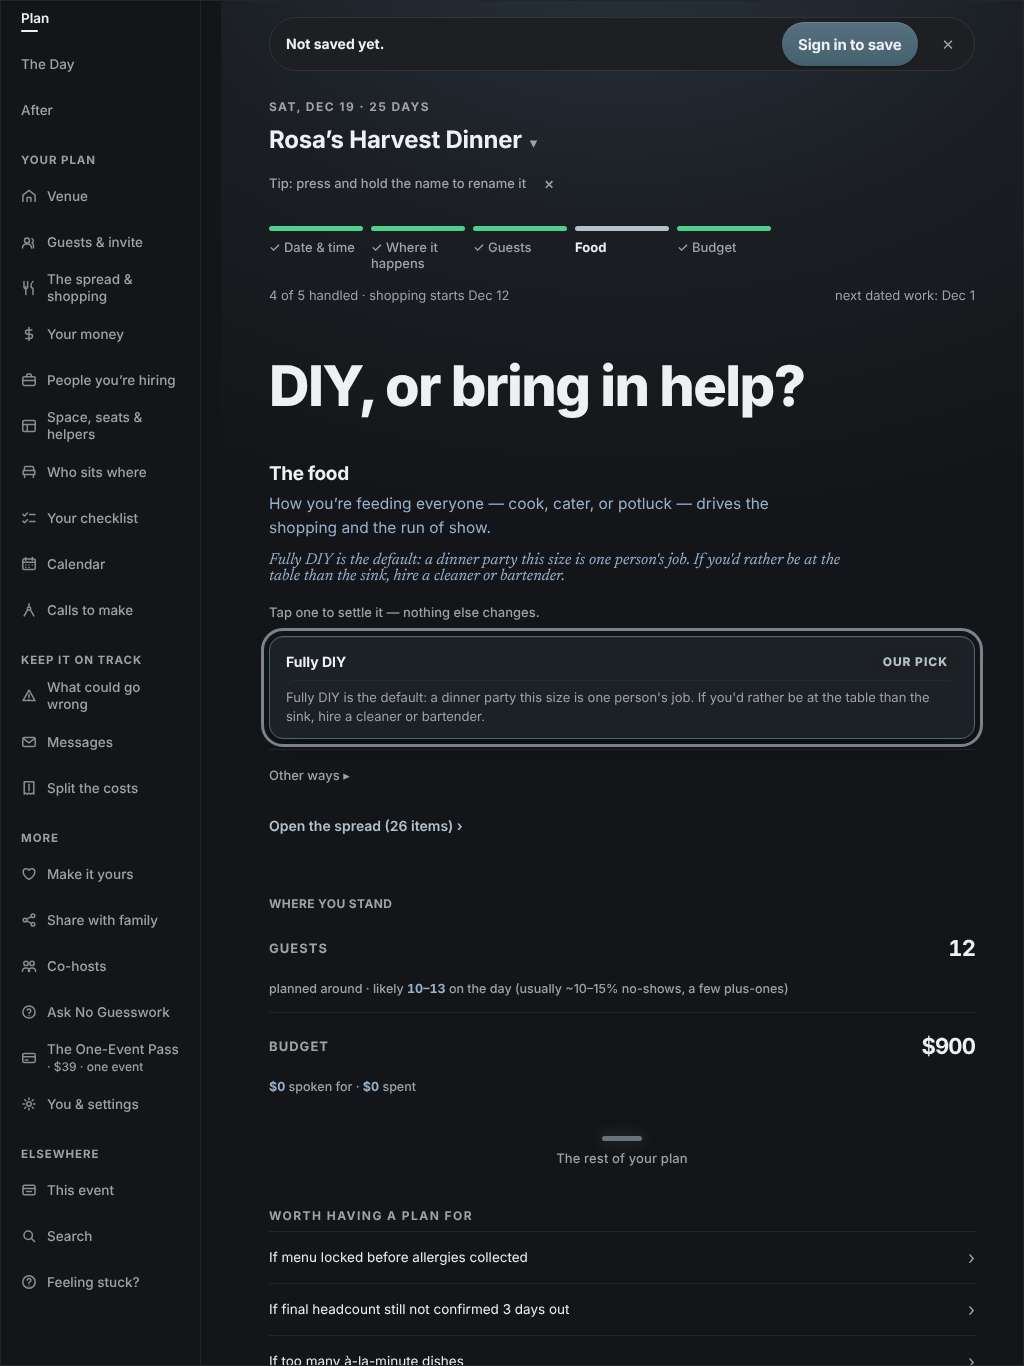 Plan
The Day
After
YOUR PLAN
Venue
Guests & invite
The spread &
shopping
Your money
People you’re hiring
Space, seats &
helpers
Who sits where
Your checklist
Calendar
Calls to make
KEEP IT ON TRACK
What could go
wrong
Messages
Split the costs
MORE
Make it yours
Share with family
Co-hosts
Ask No Guesswork
The One-Event Pass
· $39 · one event
You & settings
ELSEWHERE
This event
Search
Feeling stuck?
Not saved yet.
Sign in to save
×
SAT, DEC 19 · 25 DAYS
Rosa’s Harvest Dinner ▾
Tip: press and hold the name to rename it ×
✓ Date & time
✓ Where it
happens
✓ Guests
Food
✓ Budget
4 of 5 handled · shopping starts Dec 12
next dated work: Dec 1
DIY, or bring in help?
The food
How you’re feeding everyone — cook, cater, or potluck — drives the
shopping and the run of show.
Fully DIY is the default: a dinner party this size is one person's job. If you'd rather be at the
table than the sink, hire a cleaner or bartender.
Tap one to settle it — nothing else changes.
Fully DIY
OUR PICK
Fully DIY is the default: a dinner party this size is one person's job. If you'd rather be at the table than the
sink, hire a cleaner or bartender.
Other ways ▸
Open the spread (26 items) ›
WHERE YOU STAND
GUESTS
12
planned around · likely 10–13 on the day (usually ~10–15% no-shows, a few plus-ones)
BUDGET
$900
$0 spoken for · $0 spent
The rest of your plan
WORTH HAVING A PLAN FOR
If menu locked before allergies collected ›
If final headcount still not confirmed 3 days out ›
If too many à-la-minute dishes ›